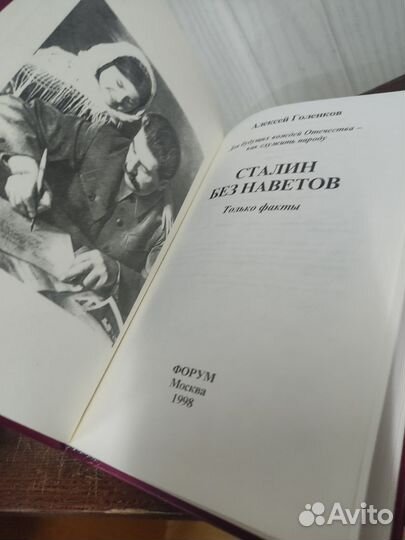 Алексей Голенков
Для будущих вождей Отечества –
как служить народу
СТАЛИН
БЕЗ НАВЕТОВ
Только факты
ФОРУМ
Москва
1998
Avito